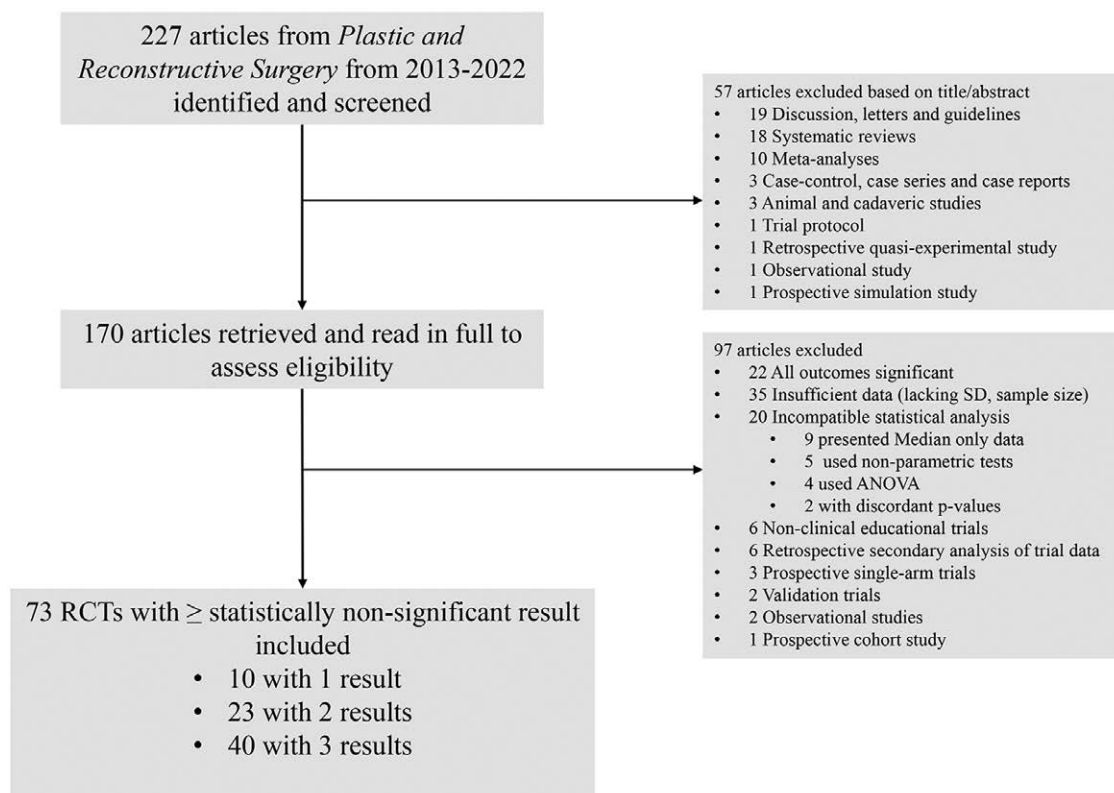 227 articles from Plastic and
Reconstructive Surgery from 2013-2022
identified and screened
57 articles excluded based on title/abstract
• 19 Discussion, letters and guidelines
• 18 Systematic reviews
• 10 Meta-analyses
• 3 Case-control, case series and case reports
• 3 Animal and cadaveric studies
• 1 Trial protocol
• 1 Retrospective quasi-experimental study
• 1 Observational study
• 1 Prospective simulation study
170 articles retrieved and read in full to
assess eligibility
97 articles excluded
• 22 All outcomes significant
• 35 Insufficient data (lacking SD, sample size)
• 20 Incompatible statistical analysis
• 9 presented Median only data
• 5 used non-parametric tests
• 4 used ANOVA
• 2 with discordant p-values
• 6 Non-clinical educational trials
• 6 Retrospective secondary analysis of trial data
• 3 Prospective single-arm trials
• 2 Validation trials
• 2 Observational studies
• 1 Prospective cohort study
73 RCTs with ≥ statistically non-significant result
included
• 10 with 1 result
• 23 with 2 results
• 40 with 3 results